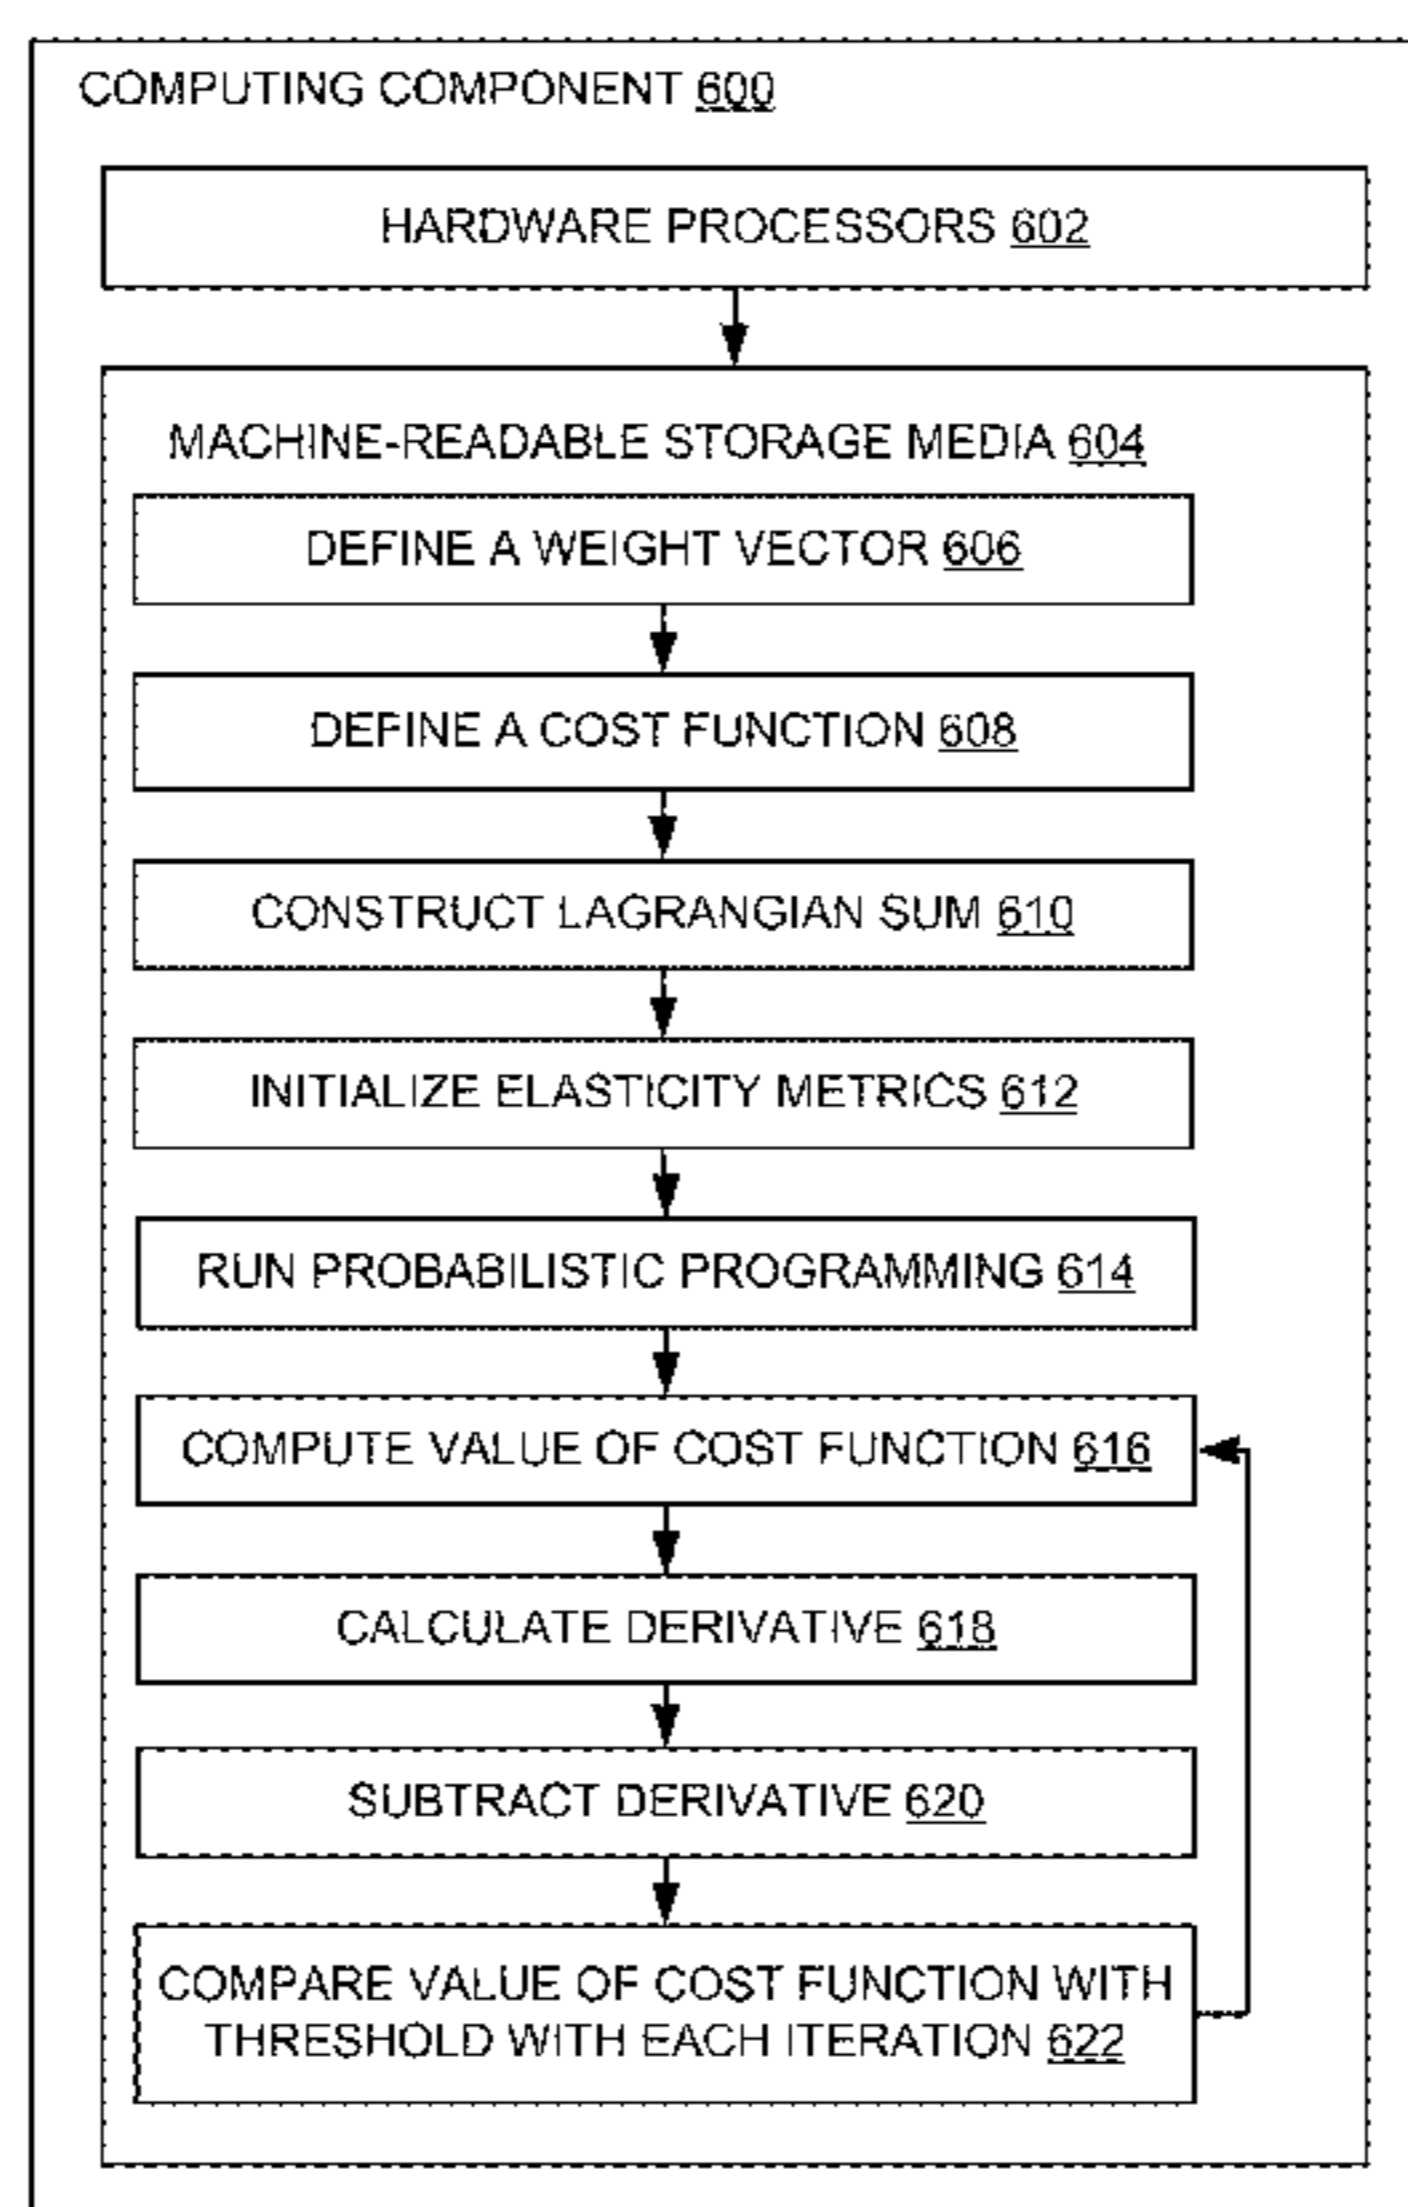 COMPUTING COMPONENT 600
HARDWARE PROCESSORS 602
MACHINE-READABLE STORAGE MEDIA 604
DEFINE A WEIGHT VECTOR 606
DEFINE A COST FUNCTION 608
CONSTRUCT LAGRANGIAN SUM 610
INITIALIZE ELASTICITY METRICS 612
RUN PROBABILISTIC PROGRAMMING 614
COMPUTE VALUE OF COST FUNCTION 616
CALCULATE DERIVATIVE 618
SUBTRACT DERIVATIVE 620
COMPARE VALUE OF COST FUNCTION WITH
THRESHOLD WITH EACH ITERATION 622